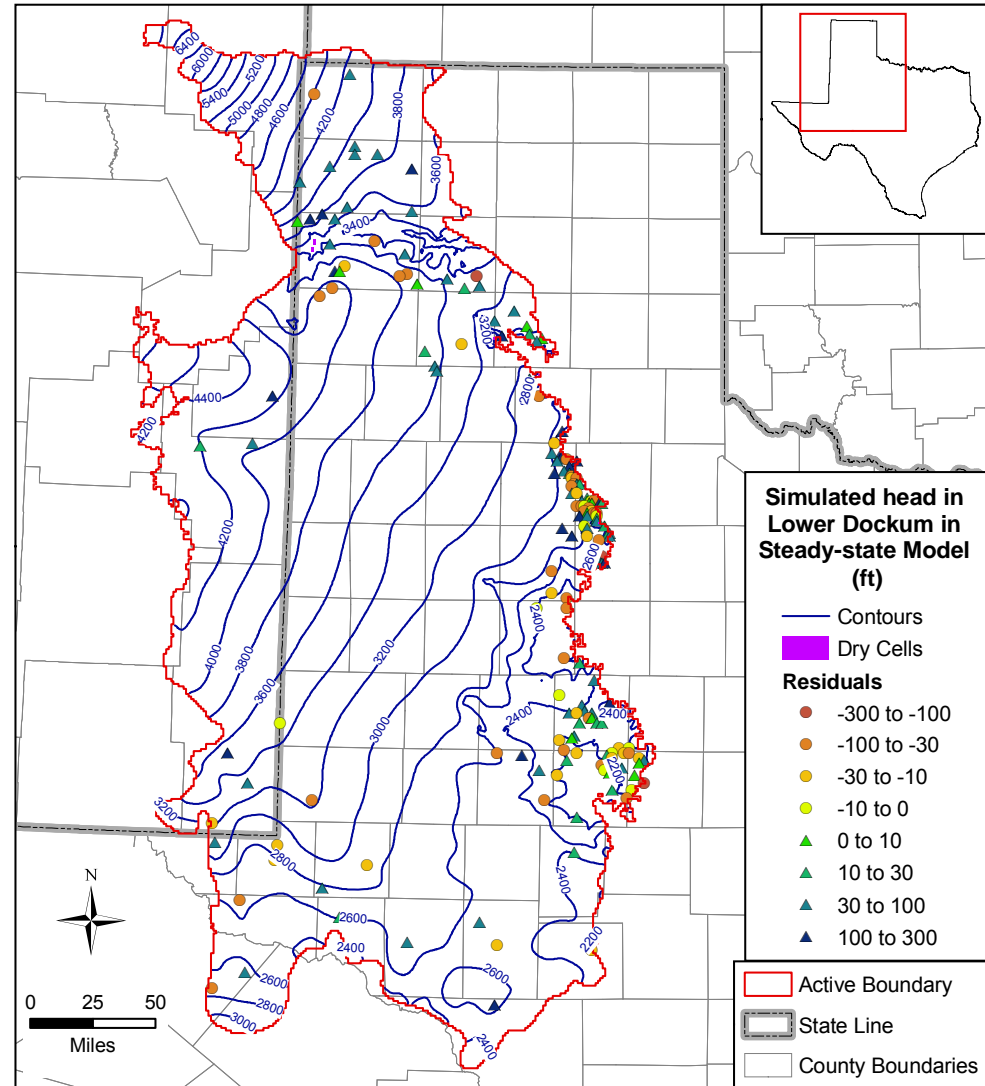 6400
6000
5400
5200
5000
4800
4600
4200
3800
3600
3400
3200
2800
4400
4200
4200
2600
2400
4000
3800
3600
3200
3000
2400
2400
2200
3200
2800
2400
2600
2400
2200
2600
2600
2800
3000
2400
Simulated head in
Lower Dockum in
Steady-state Model
(ft)
Contours
Dry Cells
Residuals
-300 to -100
-100 to -30
-30 to -10
-10 to 0
0 to 10
10 to 30
30 to 100
100 to 300
Active Boundary
State Line
County Boundaries
N
0 25 50
Miles